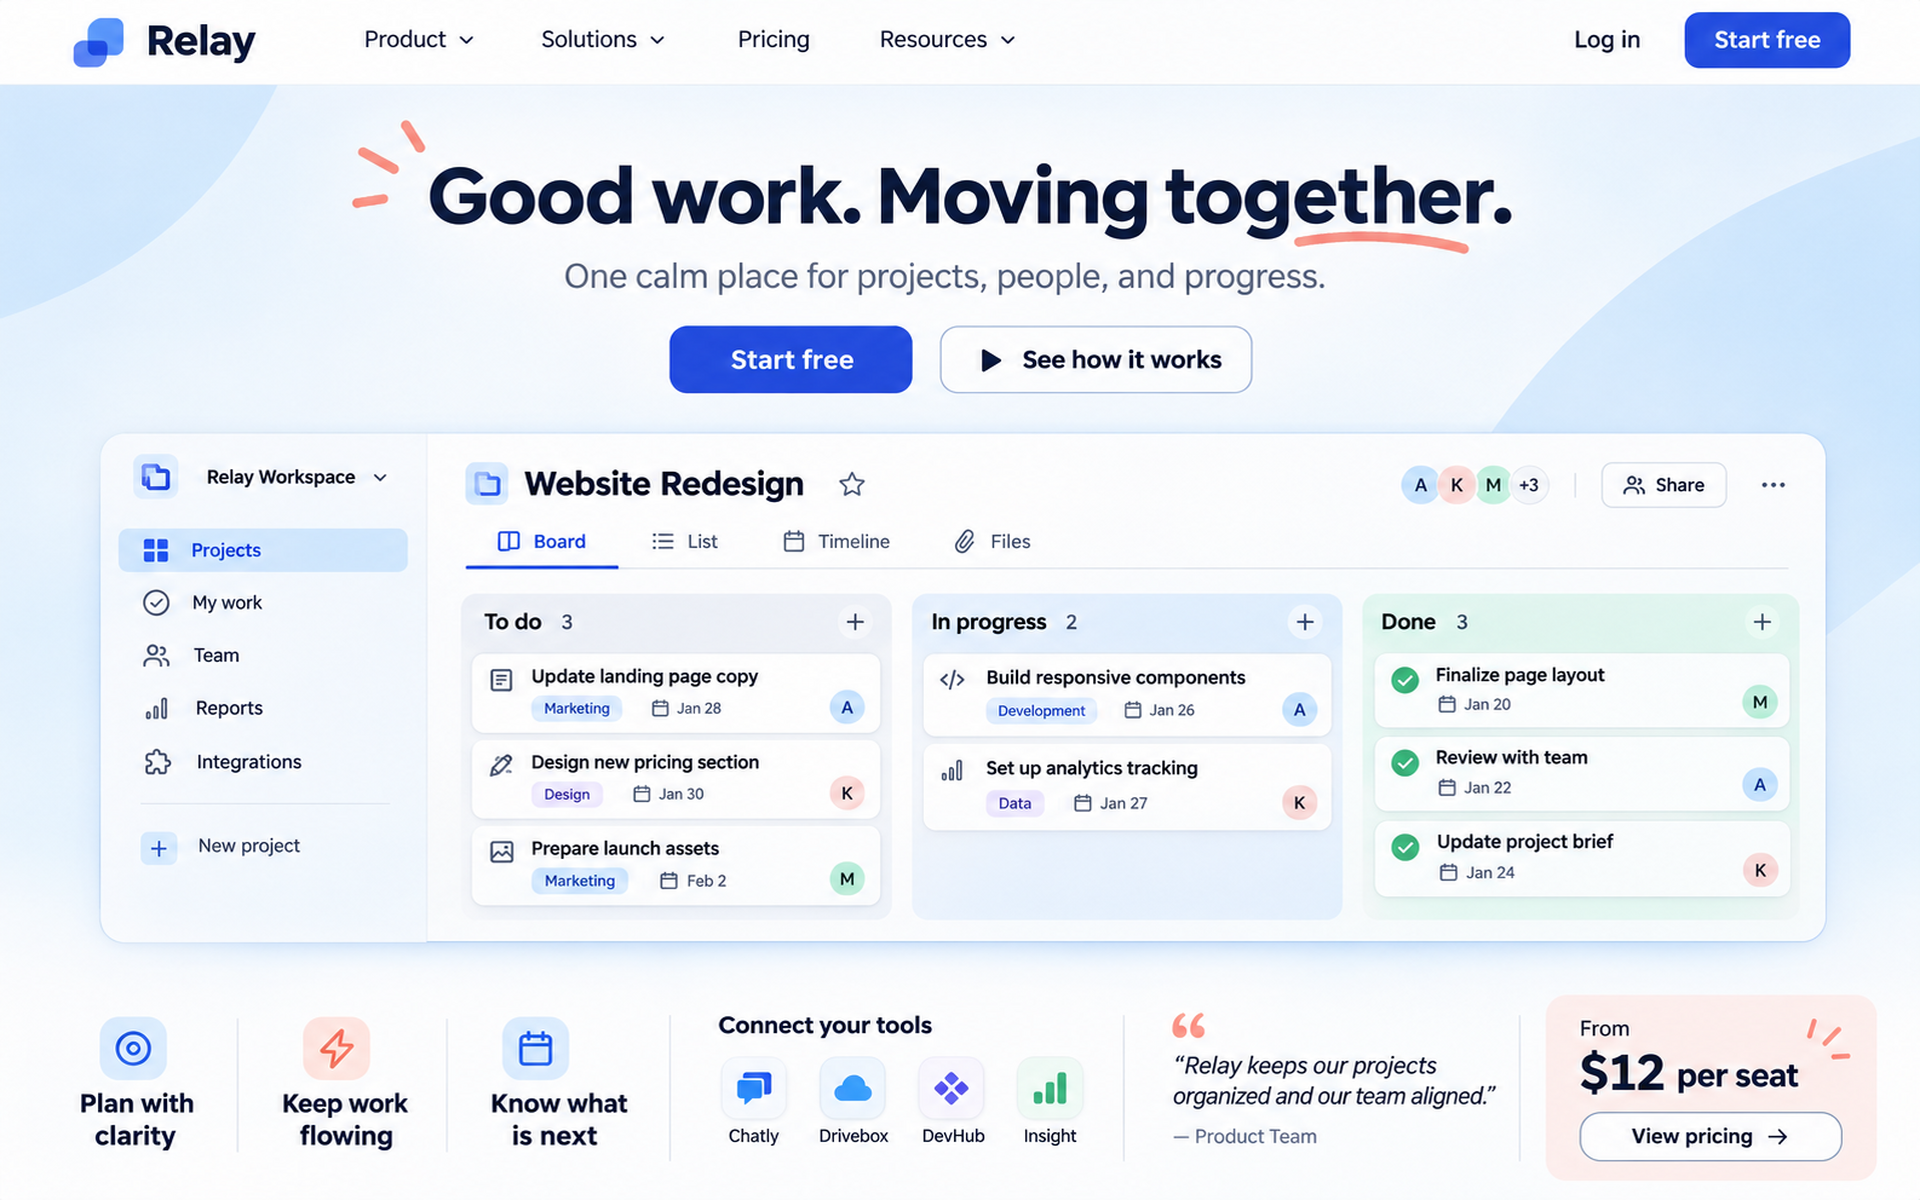 Relay
Product
Solutions
Pricing
Resources
Log in
Start free
Good work. Moving together.
One calm place for projects, people, and progress.
Start free
See how it works
Relay Workspace
Projects
My work
Team
Reports
Integrations
New project
Website Redesign
A K M +3
Share
Board
List
Timeline
Files
To do 3
Update landing page copy
Marketing Jan 28 A
Design new pricing section
Design Jan 30 K
Prepare launch assets
Marketing Feb 2 M
In progress 2
Build responsive components
Development Jan 26 A
Set up analytics tracking
Data Jan 27 K
Done 3
Finalize page layout
Jan 20 M
Review with team
Jan 22 A
Update project brief
Jan 24 K
Plan with
clarity
Keep work
flowing
Know what
is next
Connect your tools
Chatly
Drivebox
DevHub
Insight
“Relay keeps our projects
organized and our team aligned.”
— Product Team
From
$12 per seat
View pricing →